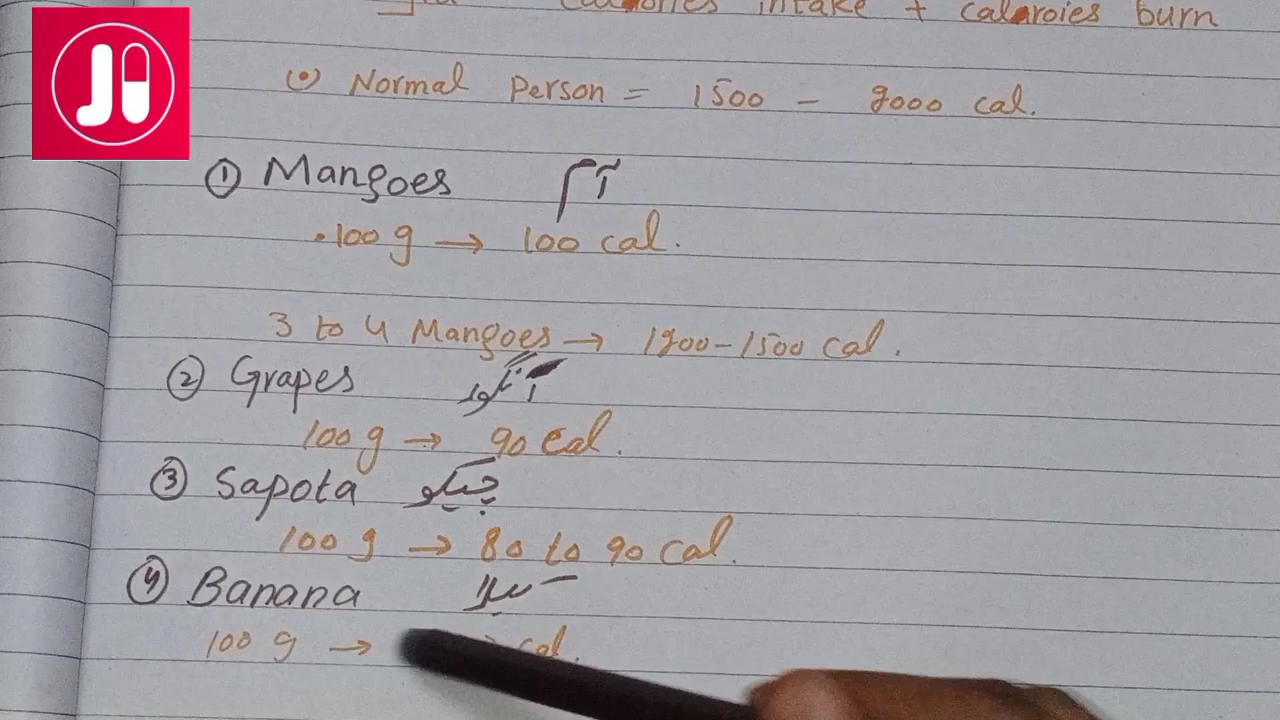 calories intake + calaroies burn
Normal Person = 1500 - 2000 cal.
① Mangoes آم
100 g → 100 cal.
3 to 4 Mangoes → 1200-1500 Cal.
② Grapes انگور
100 g → 90 Cal.
③ Sapota چیکو
100 g → 80 to 90 Cal.
④ Banana کیلا
100 g → cal.